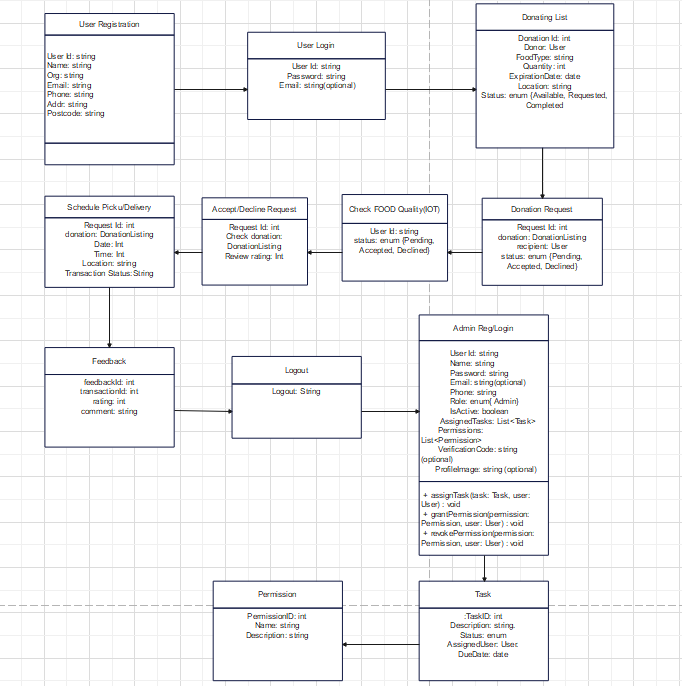 User Registration
User Id: string
Name: string
Org: string
Email: string
Phone: string
Addr: string
Postcode: string
User Login
User Id: string
Password: string
Email: string(optional)
Donating List
Donation Id: int
Donor: User
FoodType: string
Quantity: int
ExpirationDate: date
Location: string
Status: enum {Available, Requested,
Completed
Schedule Picku/Delivery
Request Id: int
donation: DonationListing
Date: Int
Time: Int
Location: string
Transaction Status:String
Accept/Decline Request
Request Id: int
Check donation:
DonationListing
Review rating: Int
Check FOOD Quality(IOT)
User Id: string
status: enum {Pending,
Accepted, Declined}
Donation Request
Request Id: int
donation: DonationListing
recipient: User
status: enum {Pending,
Accepted, Declined}
Feedback
feedbackId: int
transactionId: int
rating: int
comment: string
Logout
Logout: String
Admin Reg/Login
User Id: string
Name: string
Password: string
Email: string(optional)
Phone: string
Role: enum{ Admin}
IsActive: boolean
AssignedTasks: List<Task>
Permissions:
List<Permission>
VerificationCode: string
(optional)
ProfileImage: string (optional)
+ assignTask(task: Task, user:
User) : void
+ grantPermission(permission:
Permission, user: User) : void
+ revokePermission(permission:
Permission, user: User) : void
Permission
PermissionID: int
Name: string
Description: string
Task
:TaskID: int
Description: string.
Status: enum
AssignedUser: User.
DueDate: date